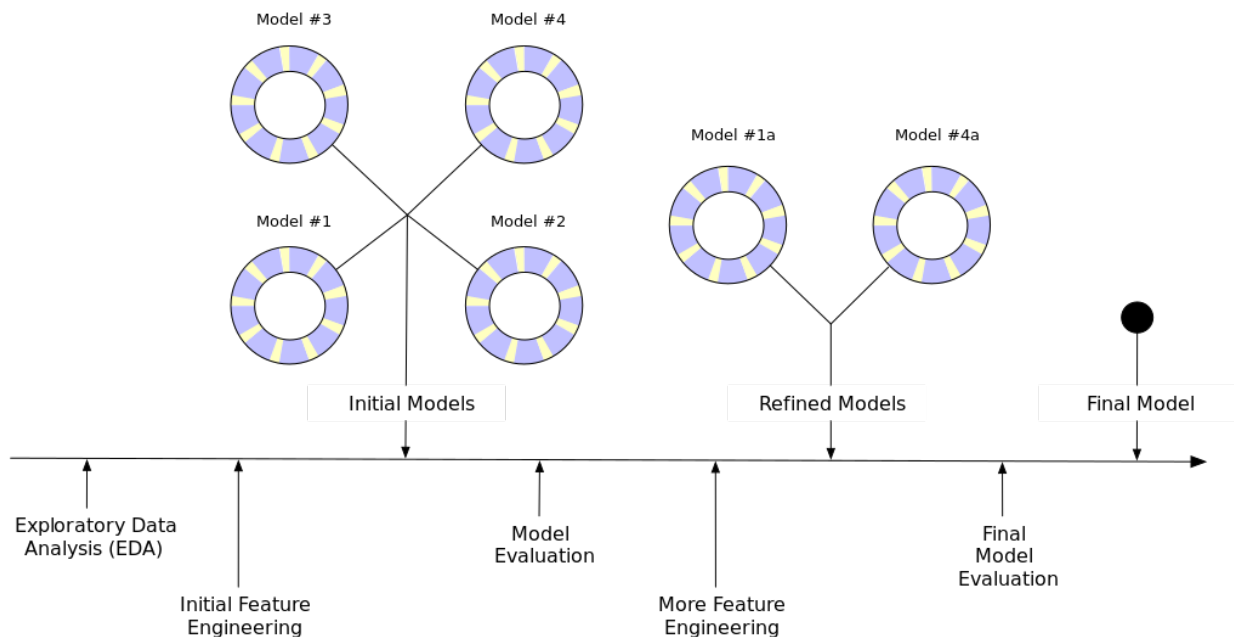 Model #3
Model #4
Model #1a
Model #4a
Model #1
Model #2
Initial Models
Refined Models
Final Model
Exploratory Data
Analysis (EDA)
Initial Feature
Engineering
Model
Evaluation
More Feature
Engineering
Final
Model
Evaluation